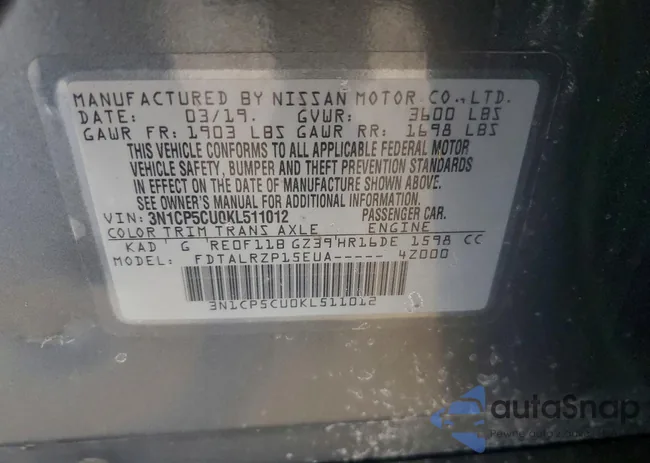 MANUFACTURED BY NISSAN MOTOR CO., LTD.
DATE: 03/19. GVWR: 3600 LBS
GAWR FR: 1903 LBS GAWR RR: 1698 LBS
THIS VEHICLE CONFORMS TO ALL APPLICABLE FEDERAL MOTOR
VEHICLE SAFETY, BUMPER AND THEFT PREVENTION STANDARDS
IN EFFECT ON THE DATE OF MANUFACTURE SHOWN ABOVE.
SEE OWNER'S MANUAL FOR ADDITIONAL INFORMATION.
VIN: 3N1CP5CU0KL511012 PASSENGER CAR.
COLOR TRIM TRANS AXLE ENGINE
KAD G RE0F11B GZ39 HR16DE 1598 CC
MODEL: FDTALRZP15EUA----- 4Z000
3N1CP5CU0KL511012
autoSnap